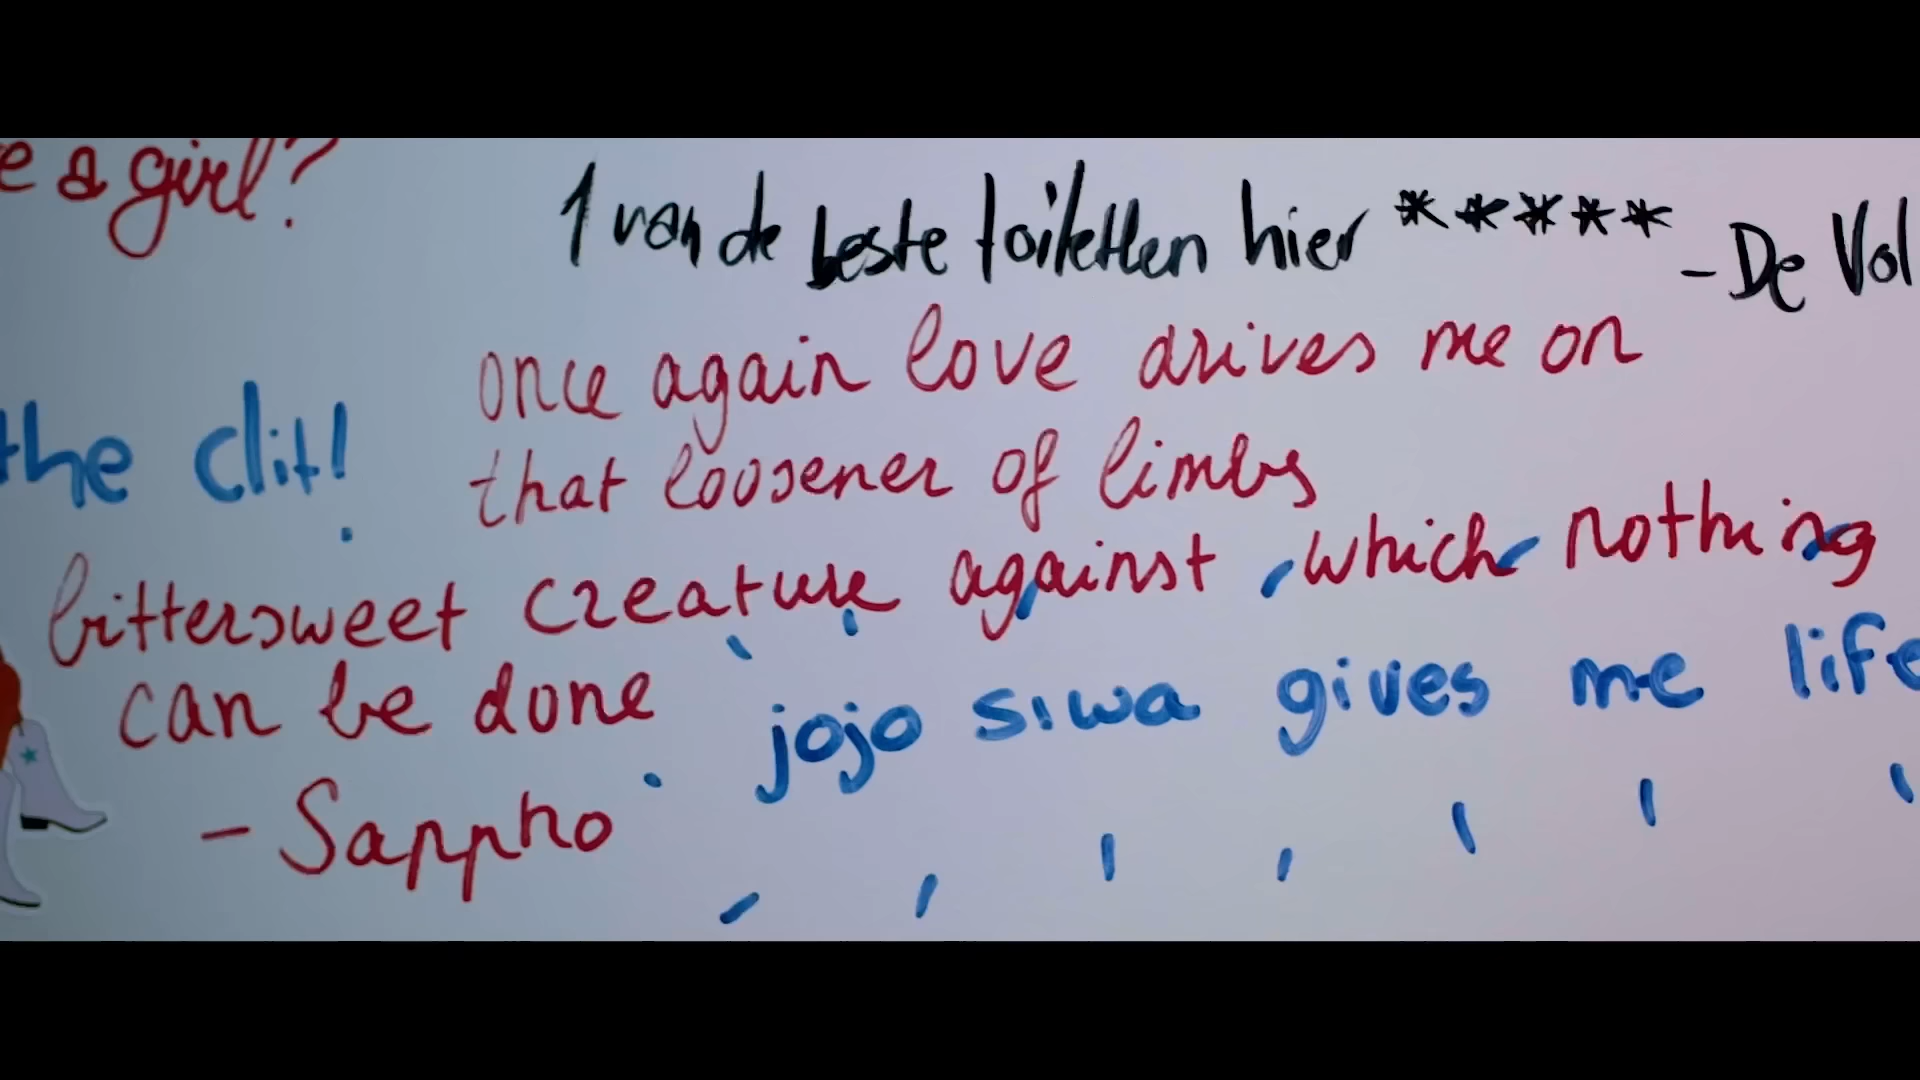 a girl?
1 van de beste toiletten hier ***** - De Vol
once again love drives me on
that loosener of limbs
the clit!
bittersweet creature against which nothing
can be done
- Sappho
jojo siwa gives me life